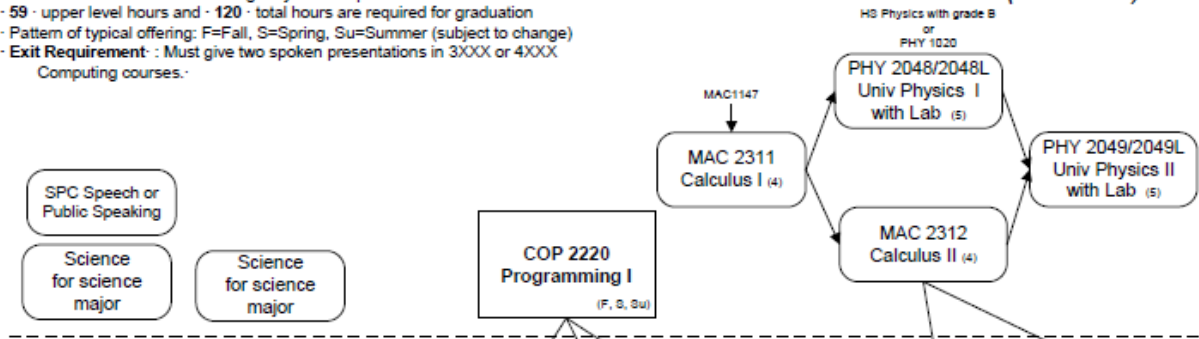 · 59 · upper level hours and · 120 · total hours are required for graduation
· Pattern of typical offering: F=Fall, S=Spring, Su=Summer (subject to change)
· Exit Requirement · : Must give two spoken presentations in 3XXX or 4XXX
Computing courses.·
HS Physics with grade B
or
PHY 1020
PHY 2048/2048L
Univ Physics I
with Lab (5)
MAC1147
MAC 2311
Calculus I (4)
PHY 2049/2049L
Univ Physics II
with Lab (5)
SPC Speech or
Public Speaking
COP 2220
Programming I
(F, S, Su)
MAC 2312
Calculus II (4)
Science
for science
major
Science
for science
major